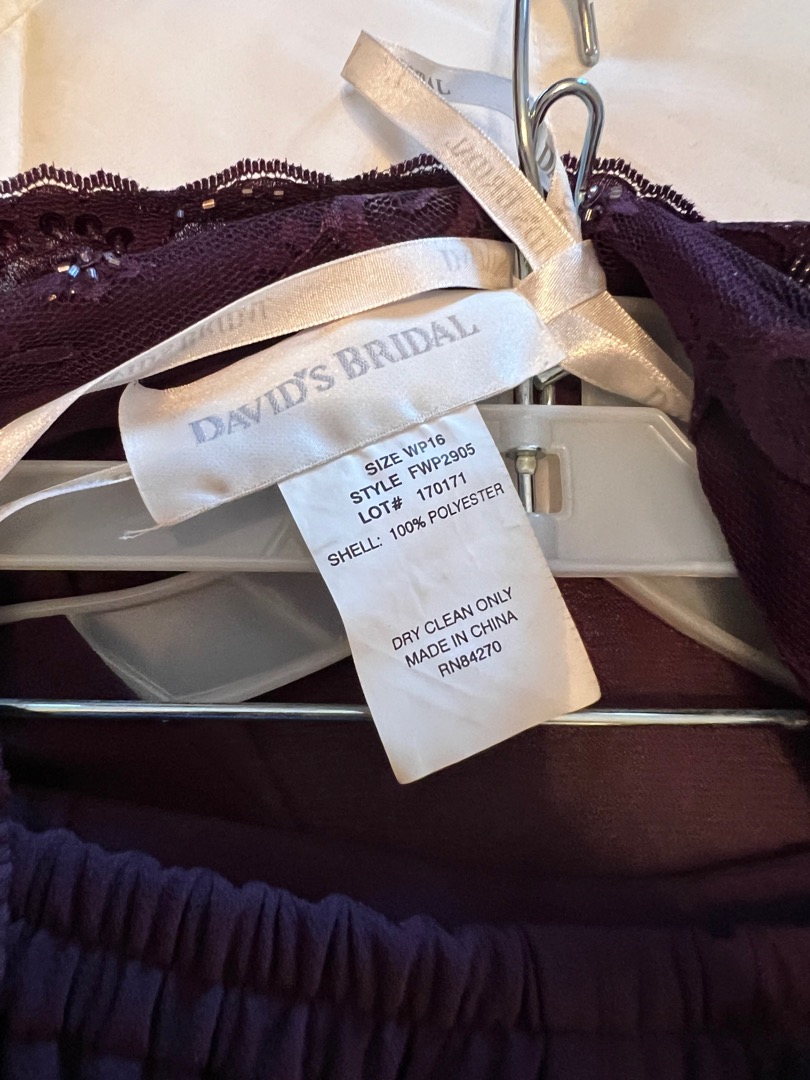 DAVID'S BRIDAL
SIZE WP16
STYLE FWP2905
LOT# 170171
SHELL: 100% POLYESTER
DRY CLEAN ONLY
MADE IN CHINA
RN84270